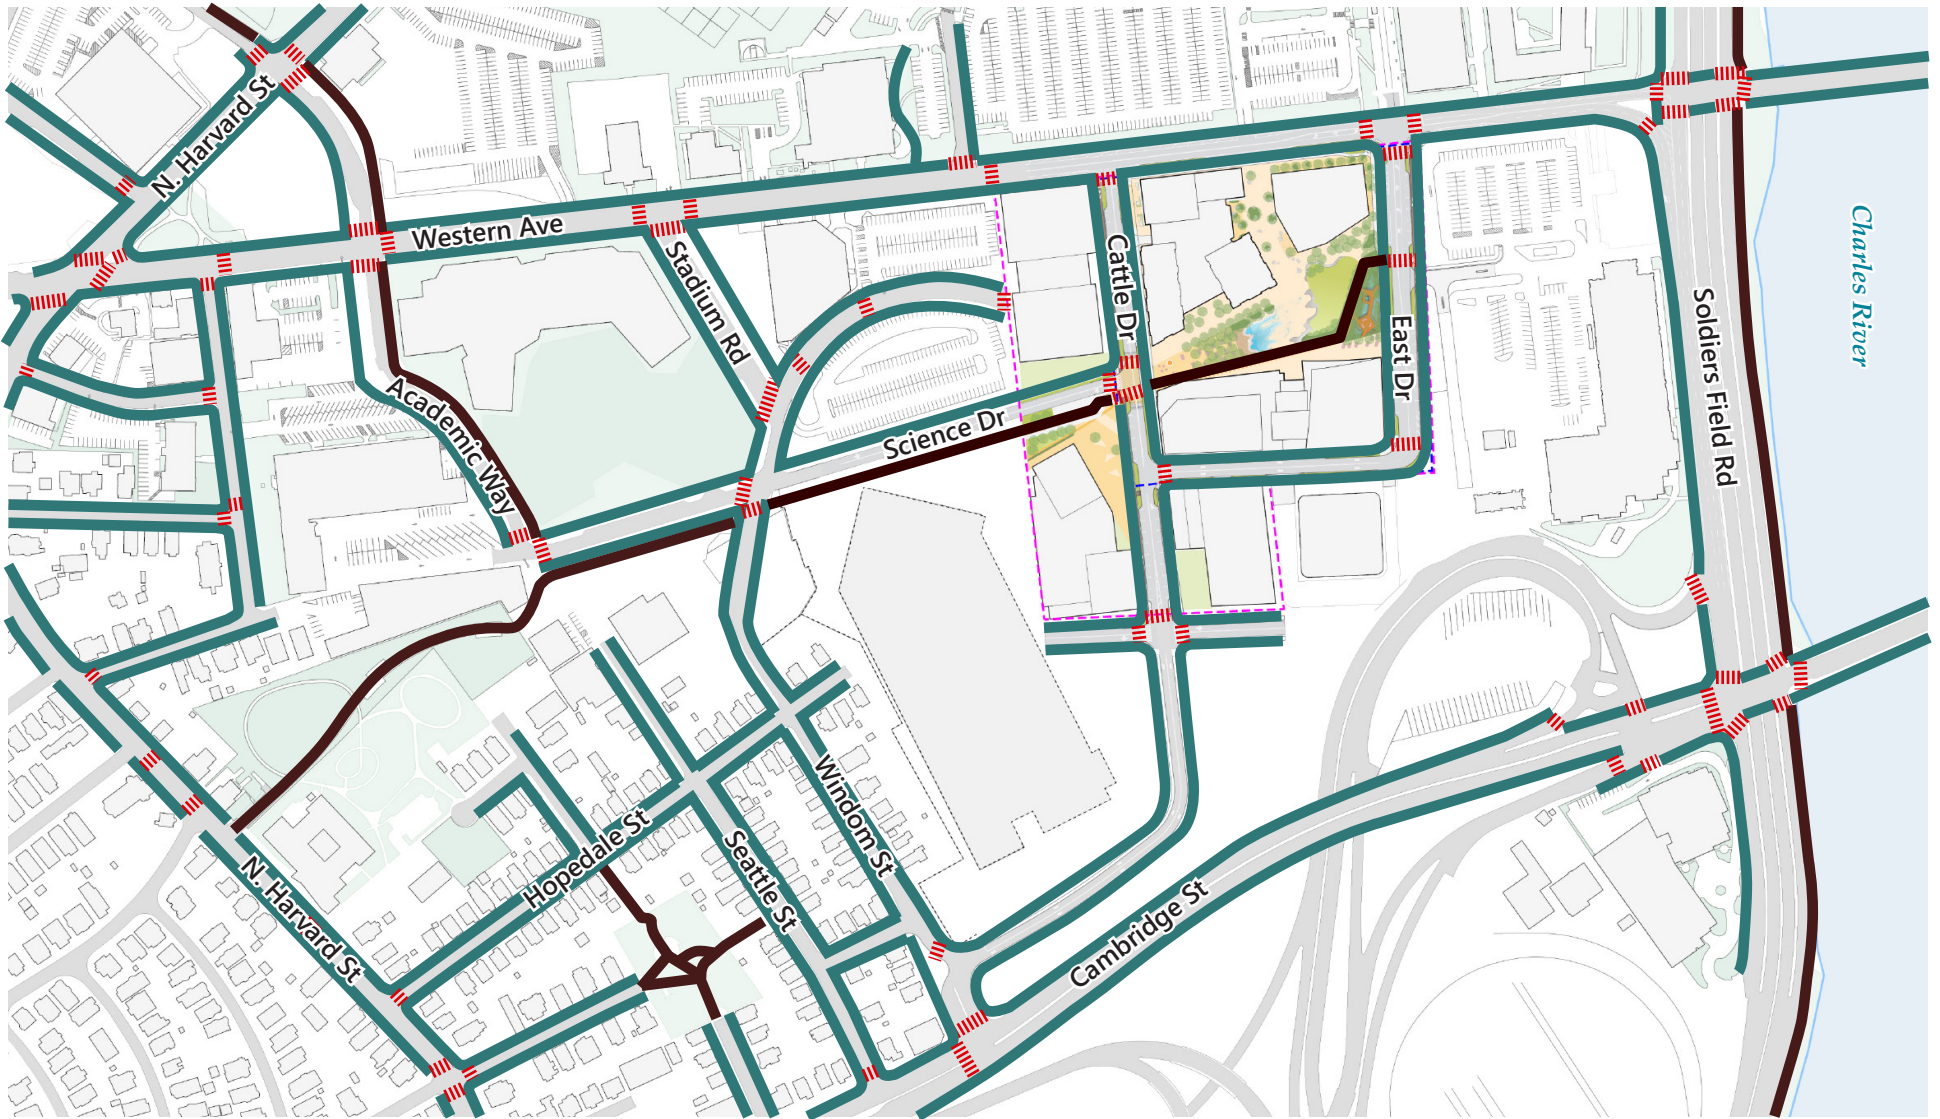 N. Harvard St
Western Ave
Stadium Rd
Cattle Dr
Charles River
East Dr
Soldiers Field Rd
Academic Way
Science Dr
Windom St
Hopedale St
Seattle St
N. Harvard St
Cambridge St